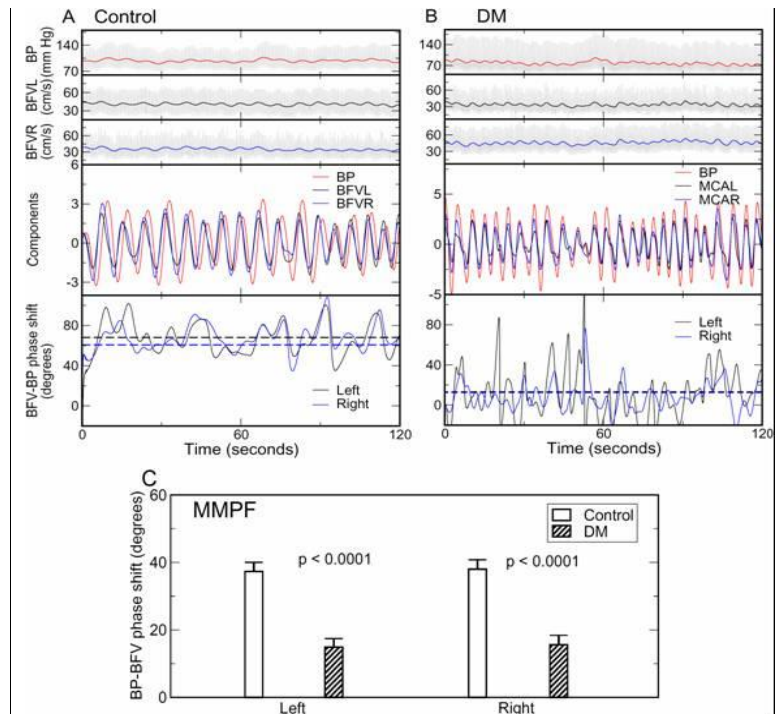 A Control
BP
(mm Hg)
140
70
BFVL
(cm/s)
60
30
BFVR
(cm/s)
60
30
Components
6
3
0
-3
BP
BFVL
BFVR
BFV-BP phase shift
(degrees)
80
40
0
Left
Right
0 60 120
Time (seconds)
B DM
140
70
60
30
60
30
5
0
-5
BP
MCAL
MCAR
80
40
0
Left
Right
0 60 120
Time (seconds)
C
MMPF
BP-BFV phase shift (degrees)
60
40
20
0
Control
DM
p < 0.0001 p < 0.0001
Left Right